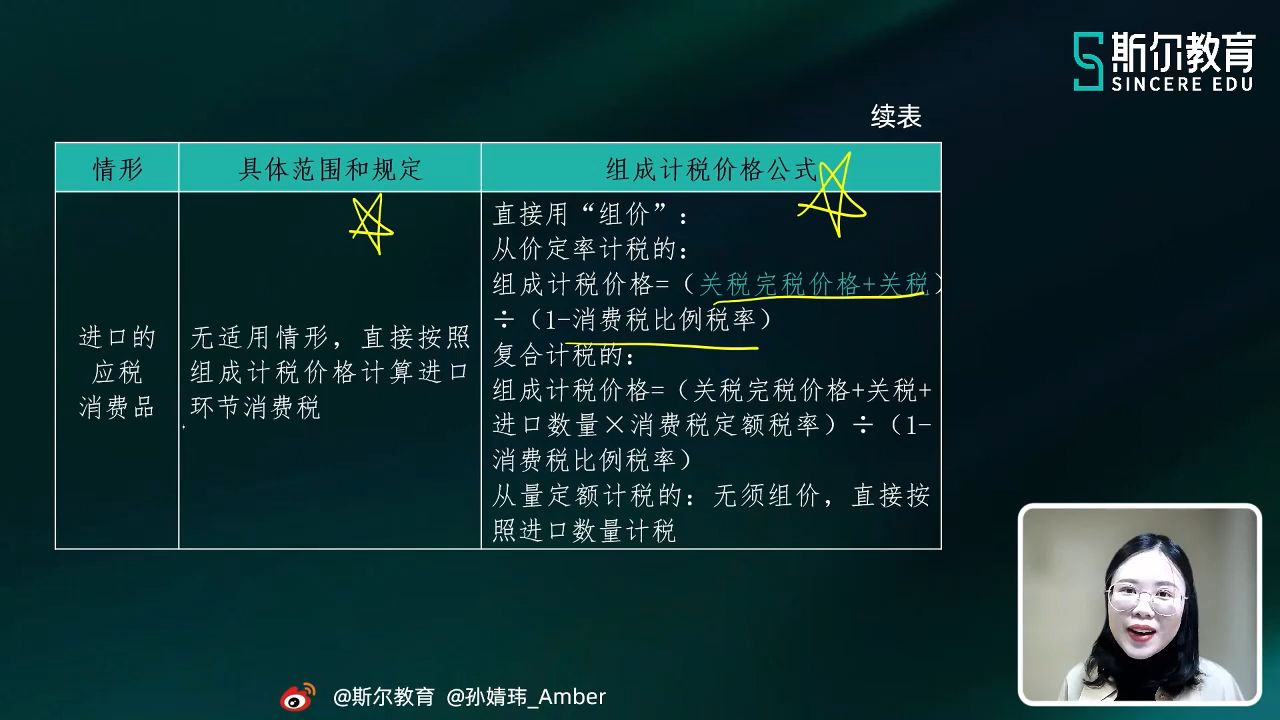 斯尔教育
SINCERE EDU
续表
情形
具体范围和规定
组成计税价格公式
进口的
应税
消费品
无适用情形，直接按照
组成计税价格计算进口
环节消费税
直接用“组价”：
从价定率计税的：
组成计税价格=（关税完税价格+关税）
÷（1-消费税比例税率）
复合计税的：
组成计税价格=（关税完税价格+关税+
进口数量×消费税定额税率）÷（1-
消费税比例税率）
从量定额计税的：无须组价，直接按
照进口数量计税
@斯尔教育 @孙婧玮_Amber